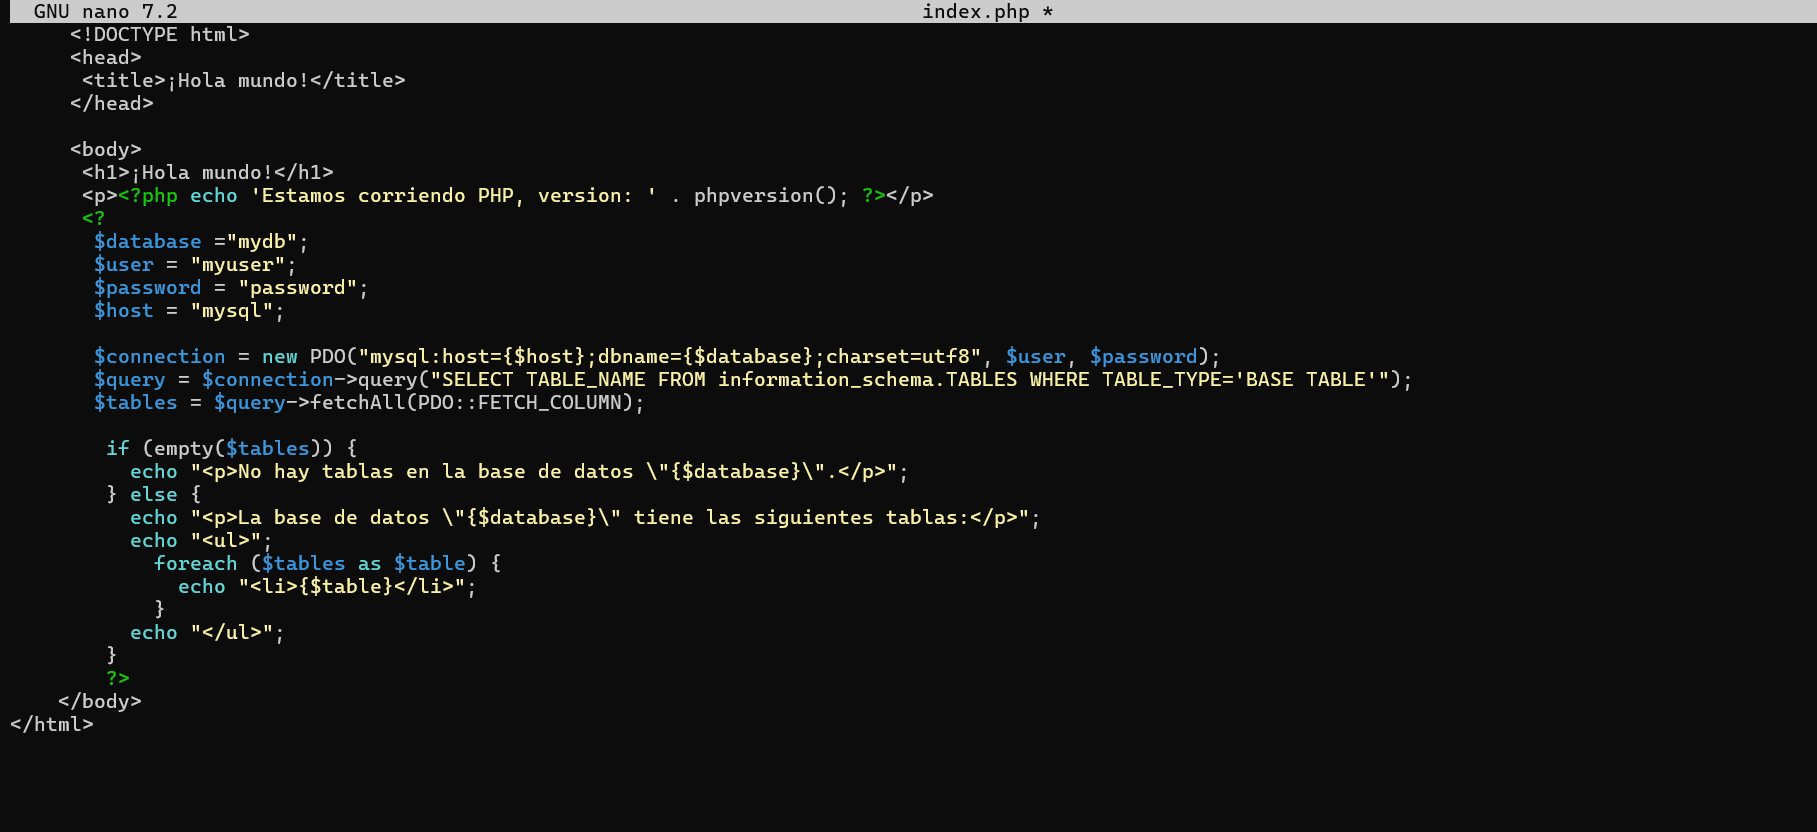 GNU nano 7.2 index.php *
<!DOCTYPE html>
<head>
<title>¡Hola mundo!</title>
</head>
<body>
<h1>¡Hola mundo!</h1>
<p><?php echo 'Estamos corriendo PHP, version: ' . phpversion(); ?></p>
<?
$database ="mydb";
$user = "myuser";
$password = "password";
$host = "mysql";
$connection = new PDO("mysql:host={$host};dbname={$database};charset=utf8", $user, $password);
$query = $connection->query("SELECT TABLE_NAME FROM information_schema.TABLES WHERE TABLE_TYPE='BASE TABLE'");
$tables = $query->fetchAll(PDO::FETCH_COLUMN);
if (empty($tables)) {
echo "<p>No hay tablas en la base de datos \"{$database}\".</p>";
} else {
echo "<p>La base de datos \"{$database}\" tiene las siguientes tablas:</p>";
echo "<ul>";
foreach ($tables as $table) {
echo "<li>{$table}</li>";
}
echo "</ul>";
}
?>
</body>
</html>